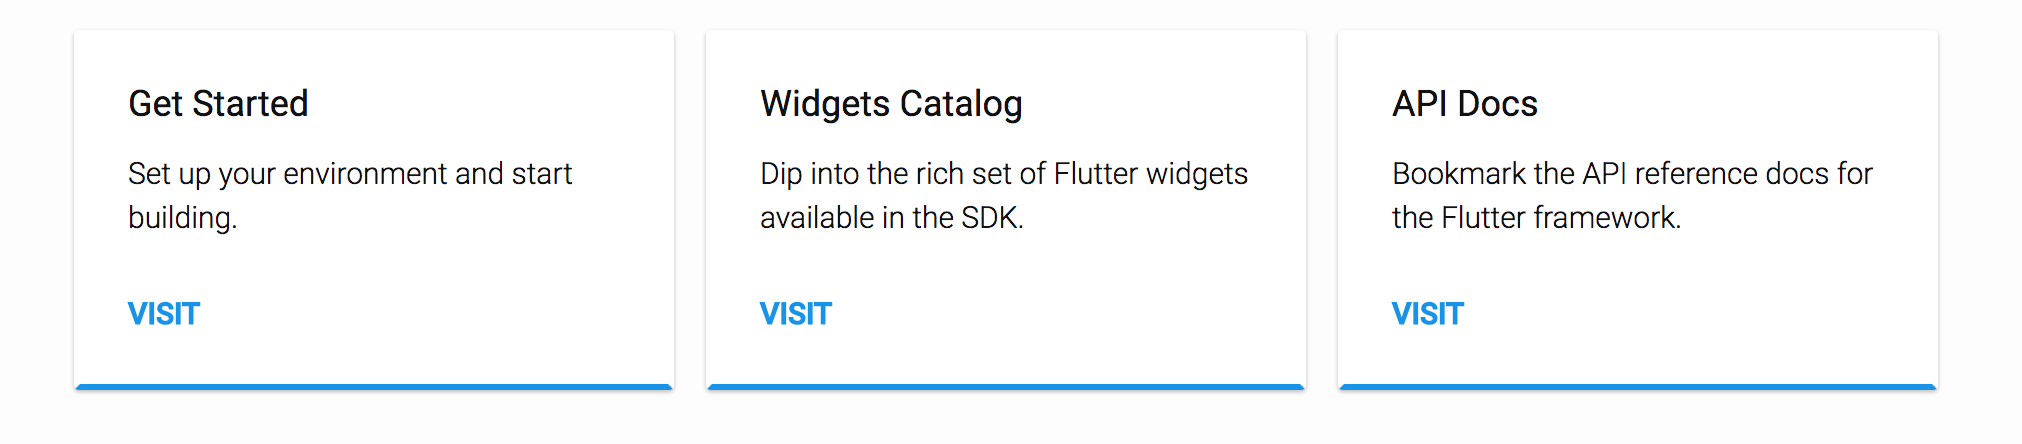 Get Started
Set up your environment and start
building.
VISIT
Widgets Catalog
Dip into the rich set of Flutter widgets
available in the SDK.
VISIT
API Docs
Bookmark the API reference docs for
the Flutter framework.
VISIT